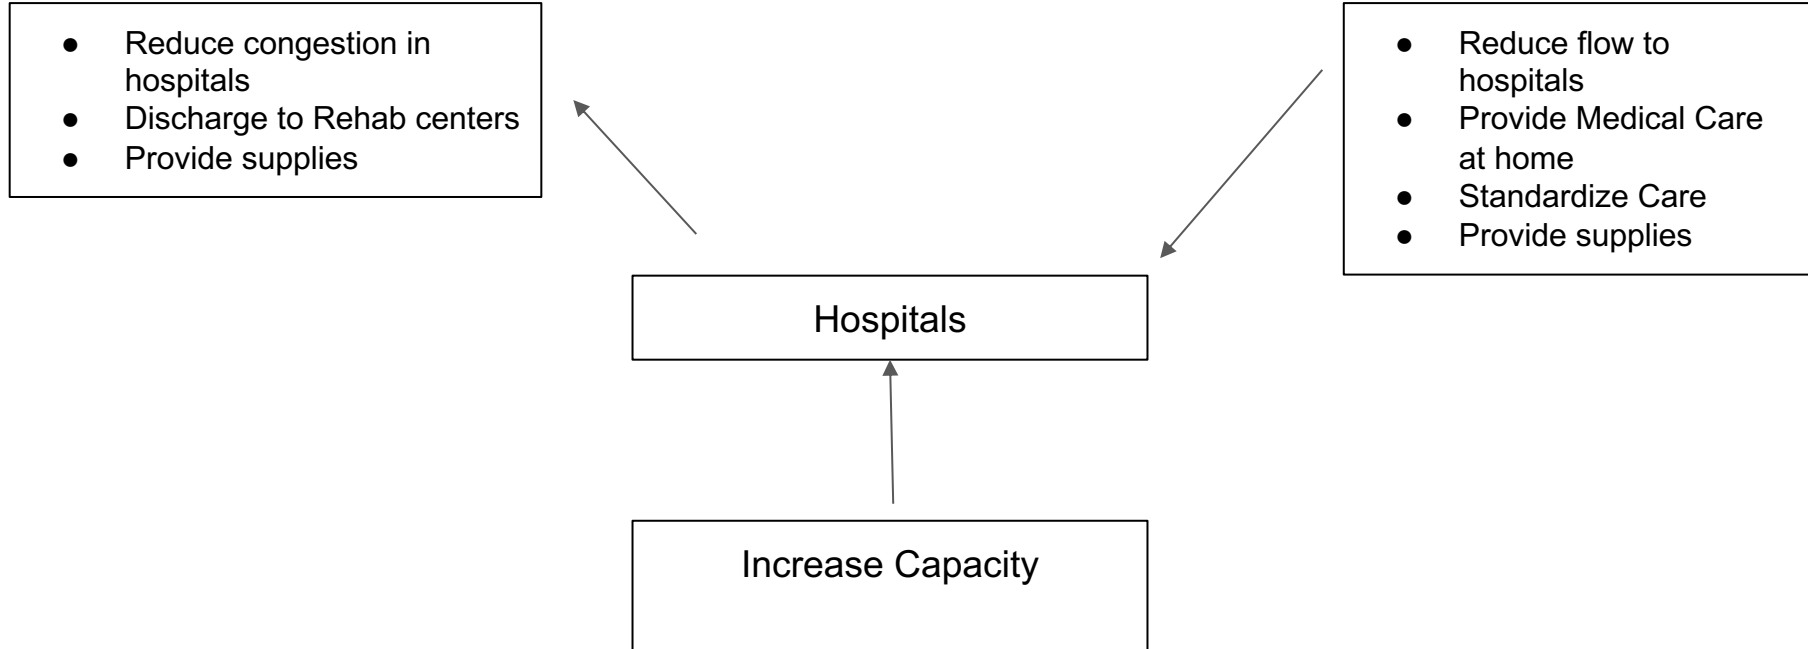 ● Reduce congestion in
hospitals
● Discharge to Rehab centers
● Provide supplies
● Reduce flow to
hospitals
● Provide Medical Care
at home
● Standardize Care
● Provide supplies
Hospitals
Increase Capacity